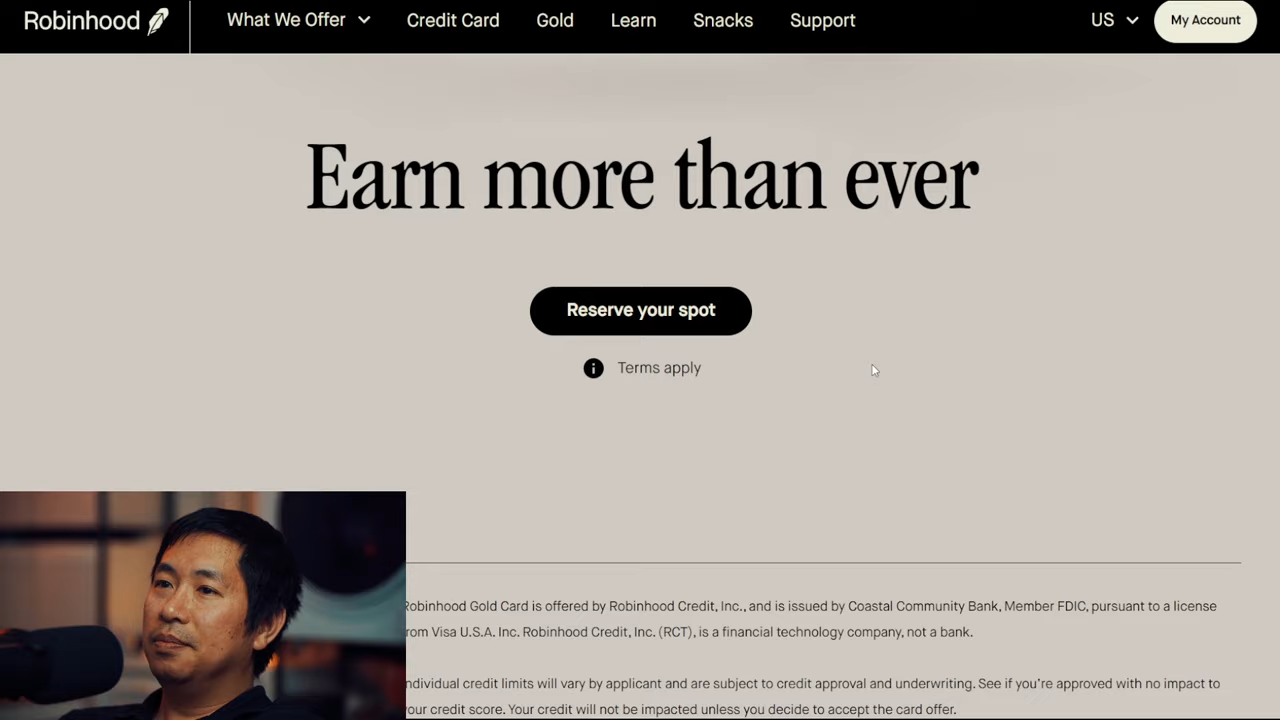 Robinhood
What We Offer
Credit Card
Gold
Learn
Snacks
Support
US
My Account
Earn more than ever
Reserve your spot
Terms apply
Robinhood Gold Card is offered by Robinhood Credit, Inc., and is issued by Coastal Community Bank, Member FDIC, pursuant to a license
from Visa U.S.A. Inc. Robinhood Credit, Inc. (RCT), is a financial technology company, not a bank.
Individual credit limits will vary by applicant and are subject to credit approval and underwriting. See if you're approved with no impact to
your credit score. Your credit will not be impacted unless you decide to accept the card offer.